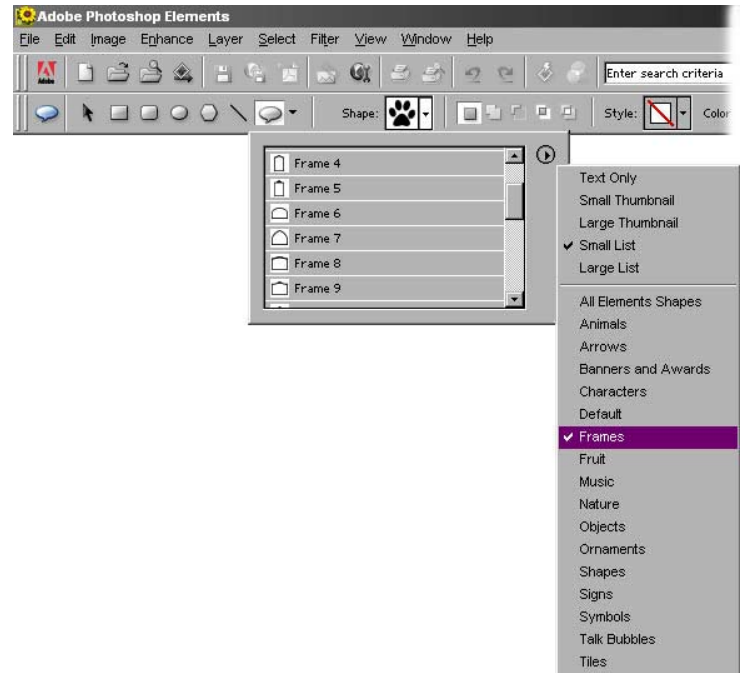 Adobe Photoshop Elements
File Edit Image Enhance Layer Select Filter View Window Help
Adobe
Enter search criteria
Shape:
Style:
Color
Frame 4
Frame 5
Frame 6
Frame 7
Frame 8
Frame 9
Text Only
Small Thumbnail
Large Thumbnail
Small List
Large List
All Elements Shapes
Animals
Arrows
Banners and Awards
Characters
Default
Frames
Fruit
Music
Nature
Objects
Ornaments
Shapes
Signs
Symbols
Talk Bubbles
Tiles